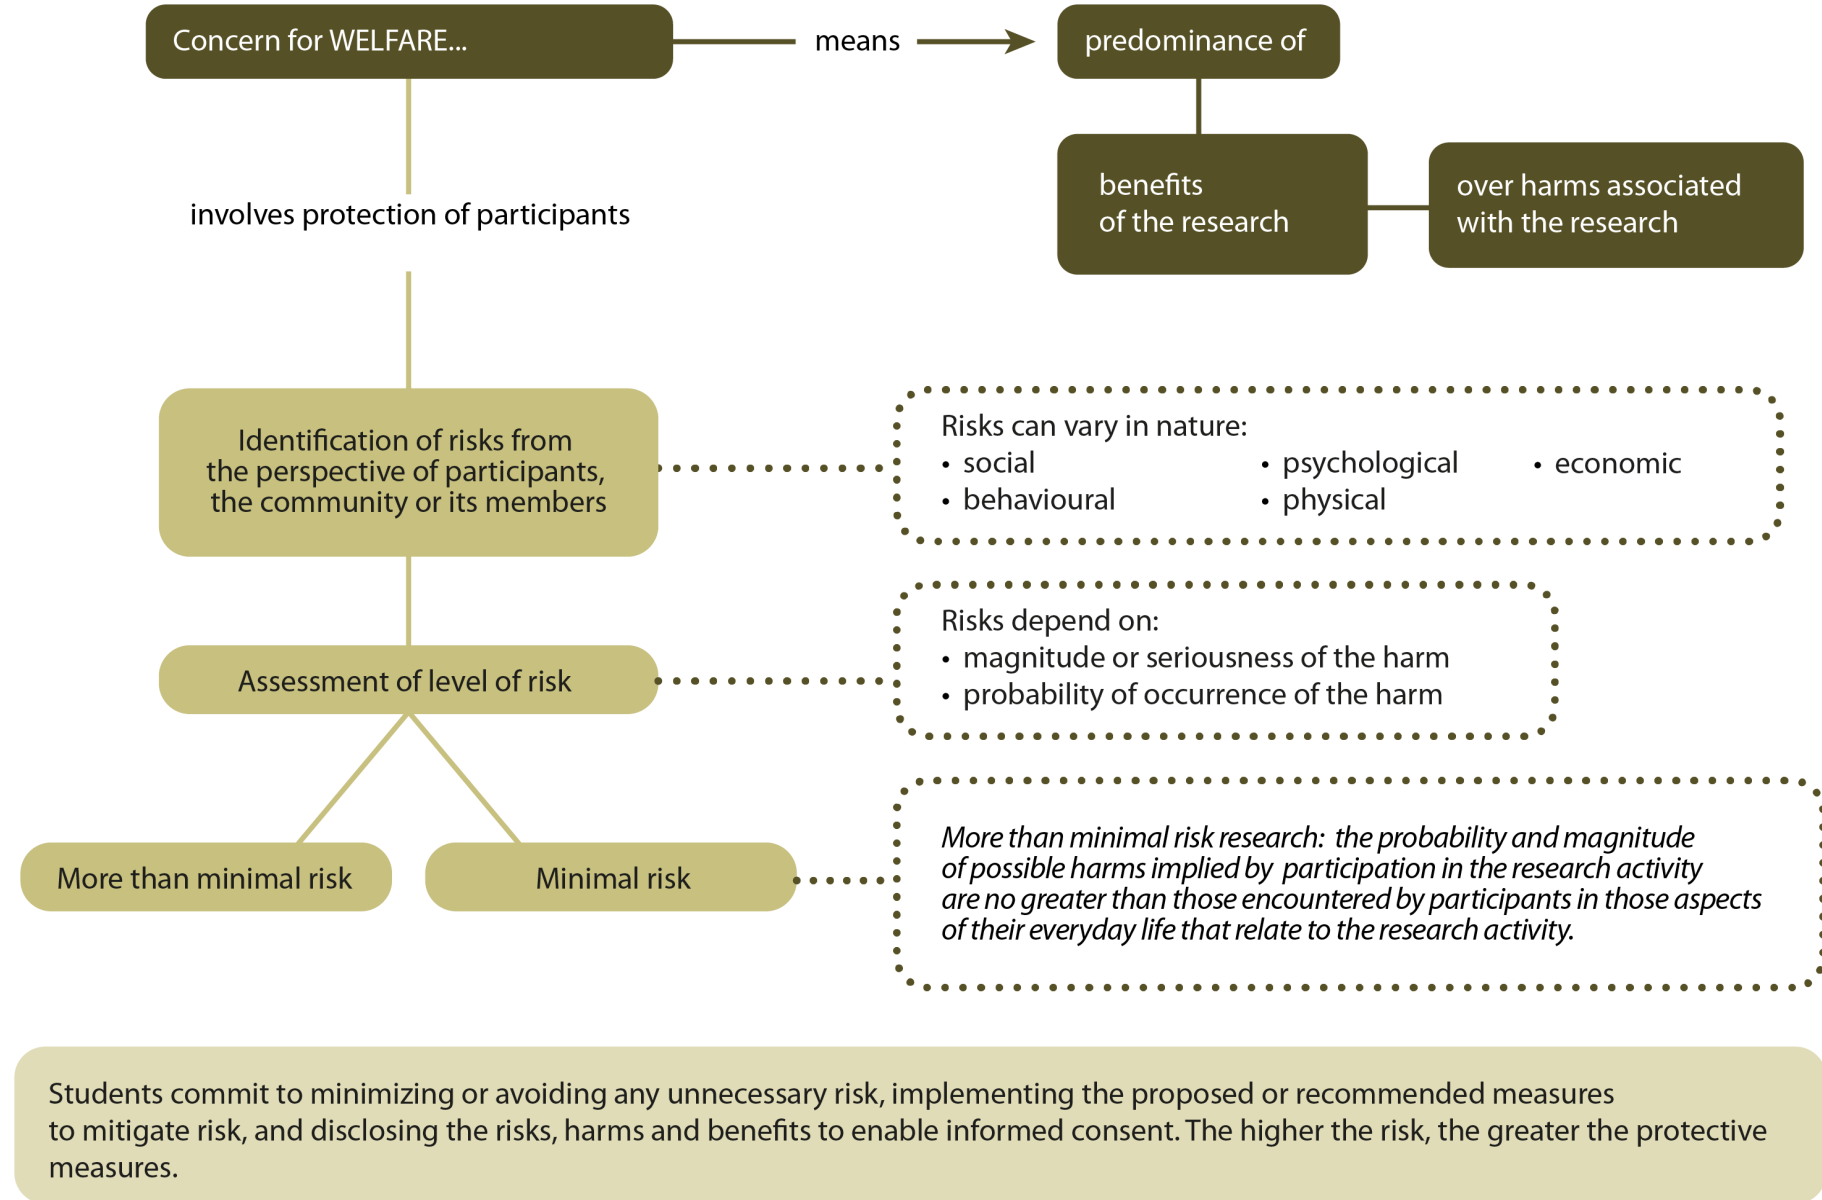 Concern for WELFARE...
means
predominance of
benefits
of the research
over harms associated
with the research
involves protection of participants
Identification of risks from
the perspective of participants,
the community or its members
Risks can vary in nature:
• social
• psychological
• economic
• behavioural
• physical
Assessment of level of risk
Risks depend on:
• magnitude or seriousness of the harm
• probability of occurrence of the harm
More than minimal risk
Minimal risk
More than minimal risk research: the probability and magnitude
of possible harms implied by participation in the research activity
are no greater than those encountered by participants in those aspects
of their everyday life that relate to the research activity.
Students commit to minimizing or avoiding any unnecessary risk, implementing the proposed or recommended measures
to mitigate risk, and disclosing the risks, harms and benefits to enable informed consent. The higher the risk, the greater the protective
measures.